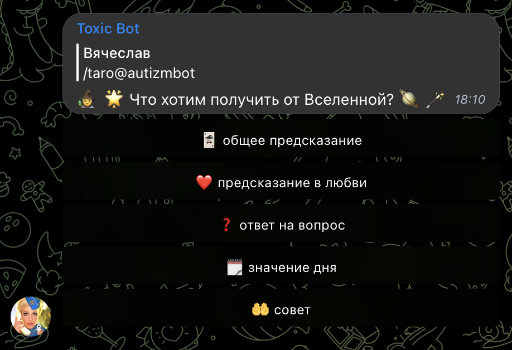 Toxic Bot
Вячеслав
/taro@autizmbot
🧙‍♀️ 🌟 Что хотим получить от Вселенной? 🪐 🪄 18:10
🃏 общее предсказание
❤️ предсказание в любви
❓ ответ на вопрос
🗓 значение дня
🤲 совет